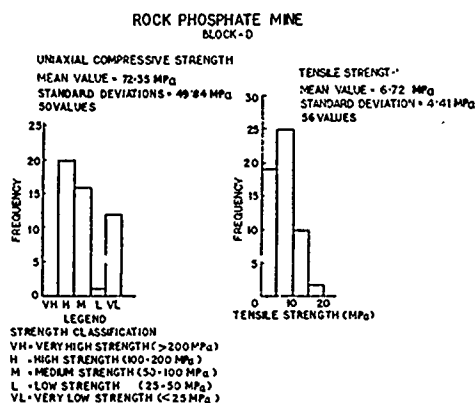 ROCK PHOSPHATE MINE
BLOCK-D
UNIAXIAL COMPRESSIVE STRENGTH
MEAN VALUE = 72.35 MPa
STANDARD DEVIATIONS = 49.84 MPa
50 VALUES
25
20
15
10
5
0
FREQUENCY
VH H M L VL
LEGEND
STRENGTH CLASSIFICATION
VH = VERY HIGH STRENGTH (>200 MPa)
H = HIGH STRENGTH (100-200 MPa)
M = MEDIUM STRENGTH (50-100 MPa)
L = LOW STRENGTH (25-50 MPa)
VL = VERY LOW STRENGTH (<25 MPa)
TENSILE STRENGT
MEAN VALUE = 6.72 MPa
STANDARD DEVIATION = 4.41 MPa
56 VALUES
30
25
20
15
10
5
FREQUENCY
0 10 20
TENSILE STRENGTH (MPa)